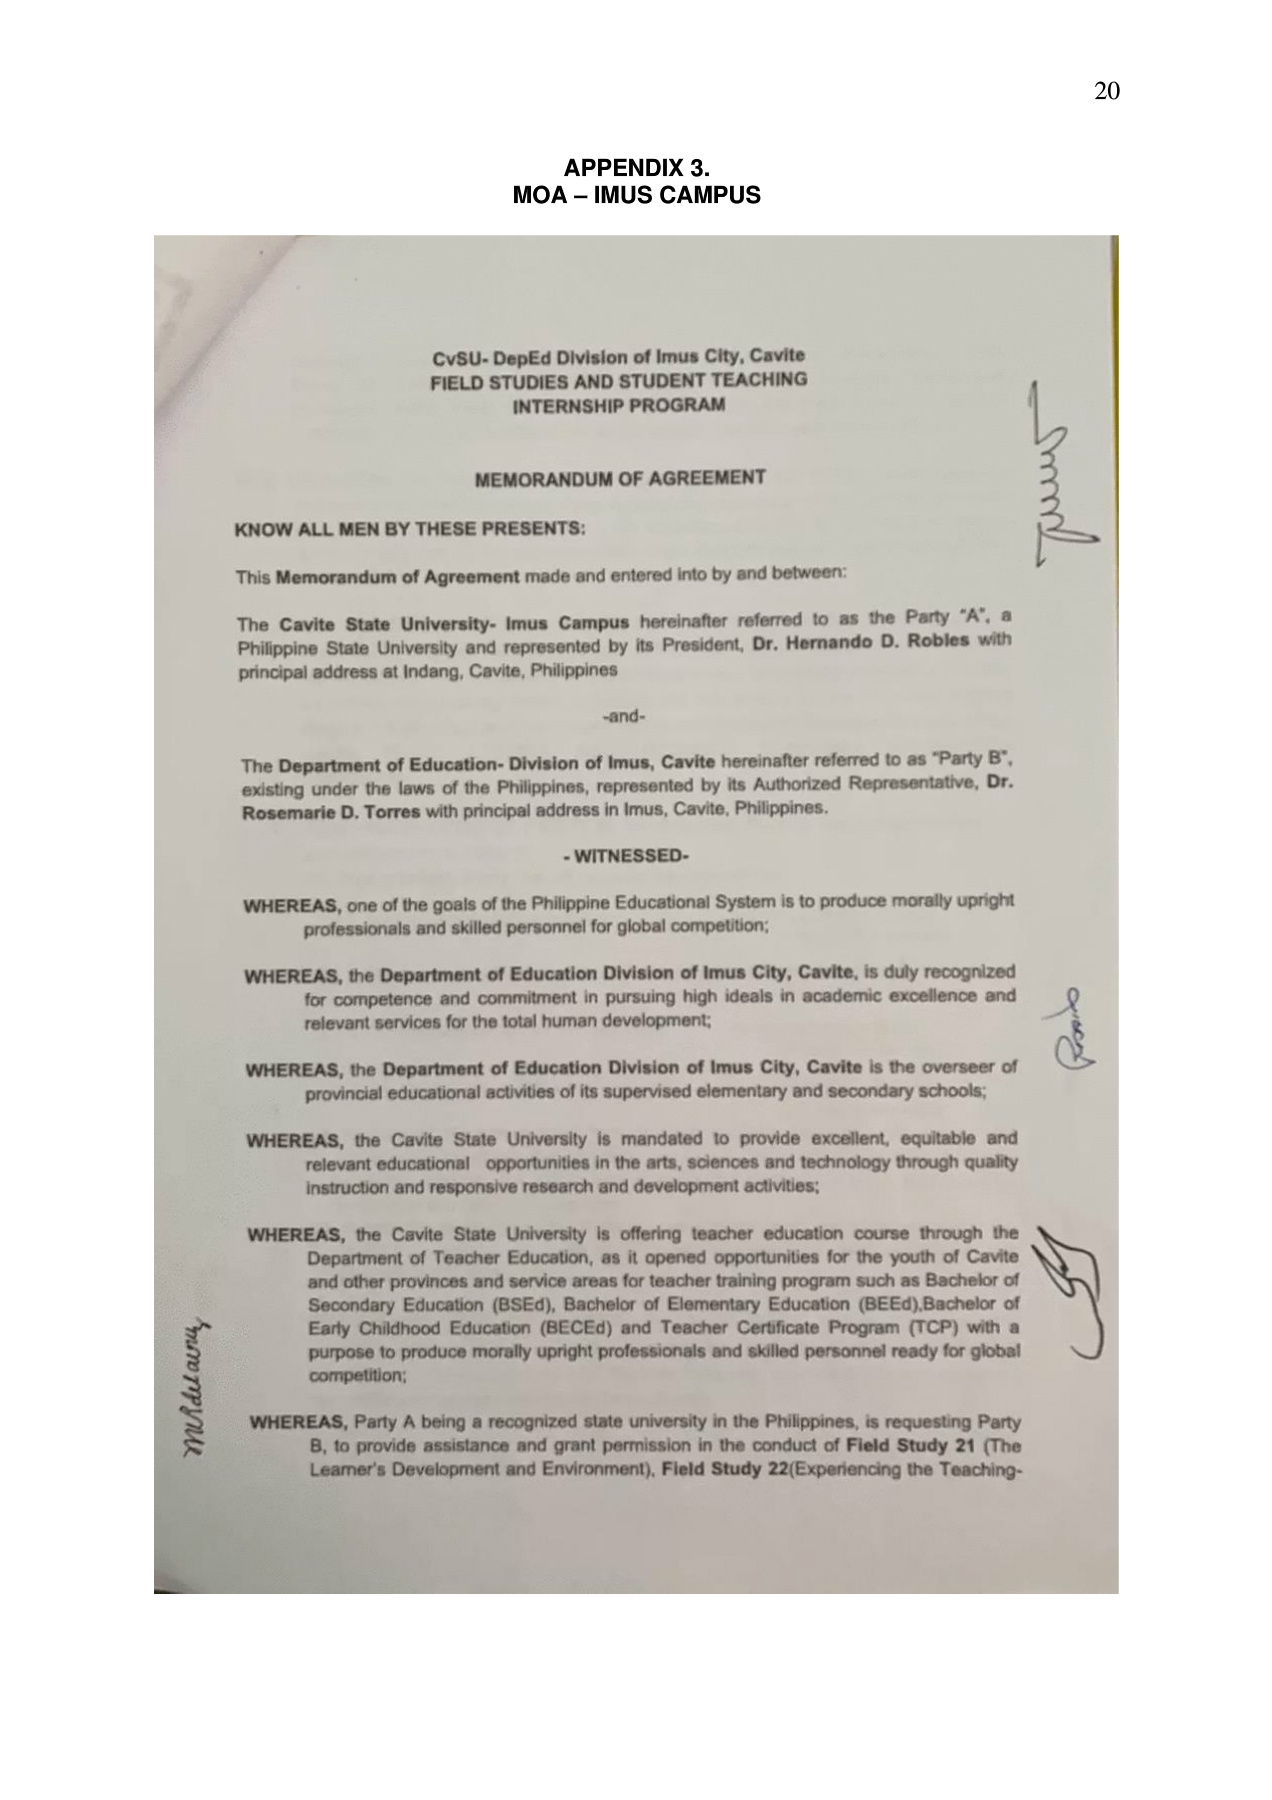 20
APPENDIX 3.
MOA – IMUS CAMPUS
CvSU- DepEd Division of Imus City, Cavite
FIELD STUDIES AND STUDENT TEACHING
INTERNSHIP PROGRAM
MEMORANDUM OF AGREEMENT
KNOW ALL MEN BY THESE PRESENTS:
This Memorandum of Agreement made and entered into by and between:
The Cavite State University- Imus Campus hereinafter referred to as the Party "A", a
Philippine State University and represented by its President, Dr. Hernando D. Robles with
principal address at Indang, Cavite, Philippines
-and-
The Department of Education- Division of Imus, Cavite hereinafter referred to as "Party B",
existing under the laws of the Philippines, represented by its Authorized Representative, Dr.
Rosemarie D. Torres with principal address in Imus, Cavite, Philippines.
- WITNESSED-
WHEREAS, one of the goals of the Philippine Educational System is to produce morally upright
professionals and skilled personnel for global competition;
WHEREAS, the Department of Education Division of Imus City, Cavite, is duly recognized
for competence and commitment in pursuing high ideals in academic excellence and
relevant services for the total human development;
WHEREAS, the Department of Education Division of Imus City, Cavite is the overseer of
provincial educational activities of its supervised elementary and secondary schools;
WHEREAS, the Cavite State University is mandated to provide excellent, equitable and
relevant educational opportunities in the arts, sciences and technology through quality
instruction and responsive research and development activities;
WHEREAS, the Cavite State University is offering teacher education course through the
Department of Teacher Education, as it opened opportunities for the youth of Cavite
and other provinces and service areas for teacher training program such as Bachelor of
Secondary Education (BSEd), Bachelor of Elementary Education (BEEd),Bachelor of
Early Childhood Education (BECEd) and Teacher Certificate Program (TCP) with a
purpose to produce morally upright professionals and skilled personnel ready for global
competition;
WHEREAS, Party A being a recognized state university in the Philippines, is requesting Party
B, to provide assistance and grant permission in the conduct of Field Study 21 (The
Learner's Development and Environment), Field Study 22(Experiencing the Teaching-